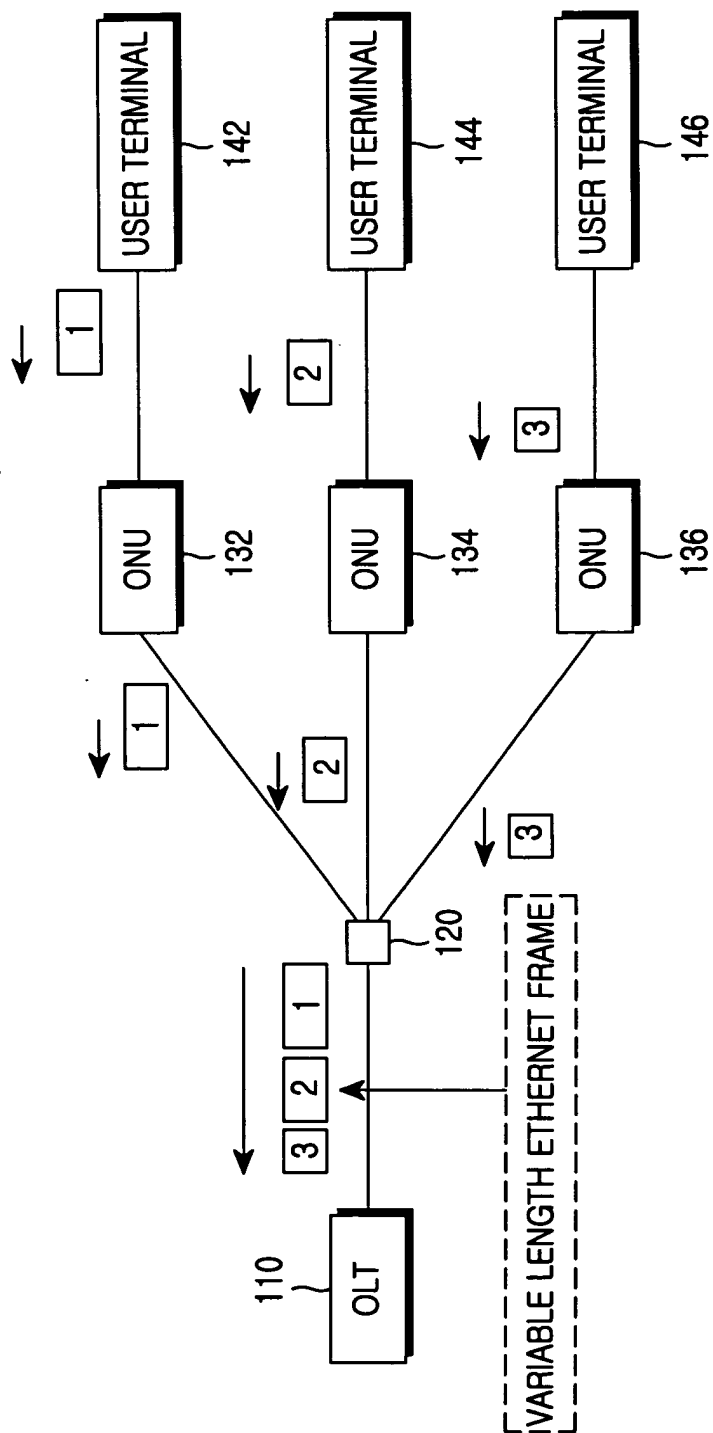 USER TERMINAL
142
1
ONU
132
1
USER TERMINAL
144
2
ONU
134
2
USER TERMINAL
146
3
ONU
136
3
120
1
2
3
OLT
110
VARIABLE LENGTH ETHERNET FRAME